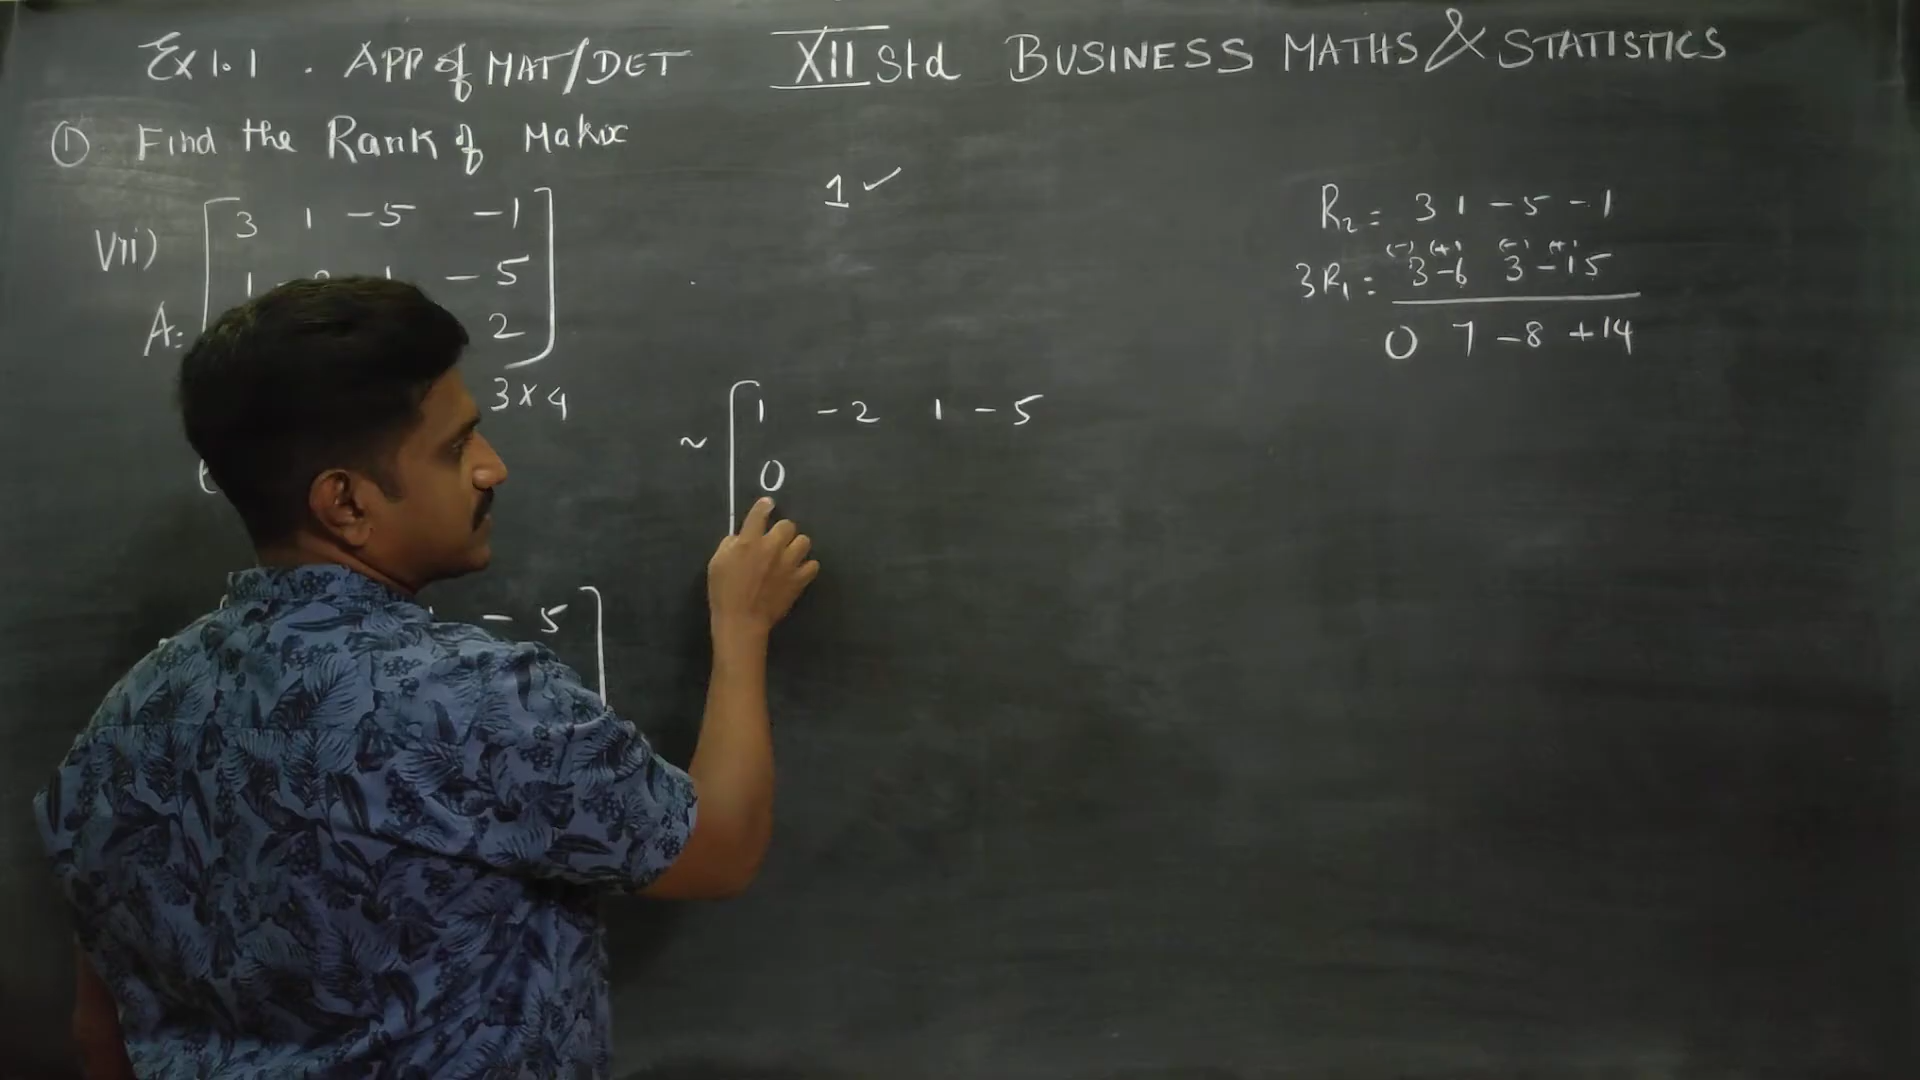 Ex 1.1 . APP of MAT/DET XII Std BUSINESS MATHS & STATISTICS
① Find the Rank of Matrix
1 ✓
Vii) 3 1 -5 -1
1 - 5
A = 2
3 x 4
R₂ = 3 1 -5 -1
(-) (+) (-) (+)
3R₁ = 3 -6 3 -15
0 7 -8 +14
~ 1 -2 1 -5
0
- 5